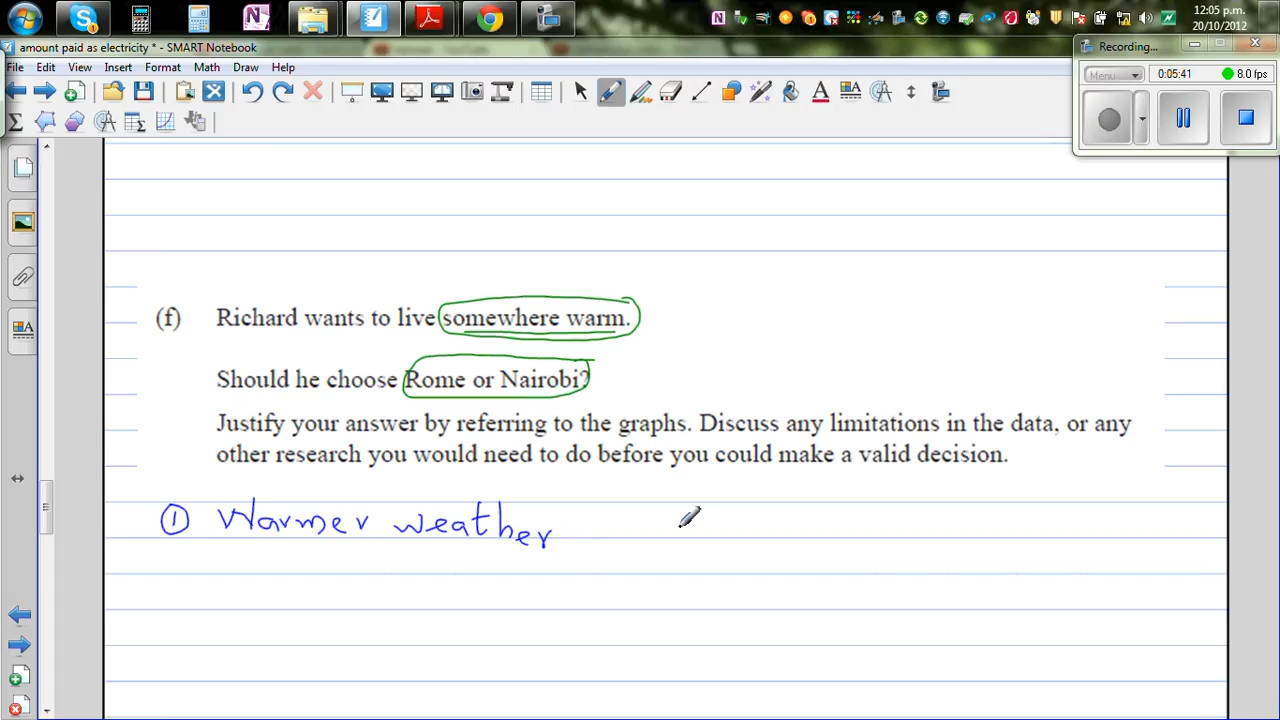 12:05 p.m.
20/10/2012
amount paid as electricity * - SMART Notebook
Recording...
File Edit View Insert Format Math Draw Help
Menu
0:05:41
8.0 fps
(f) Richard wants to live somewhere warm.
Should he choose Rome or Nairobi?
Justify your answer by referring to the graphs. Discuss any limitations in the data, or any
other research you would need to do before you could make a valid decision.
① Warmer weather